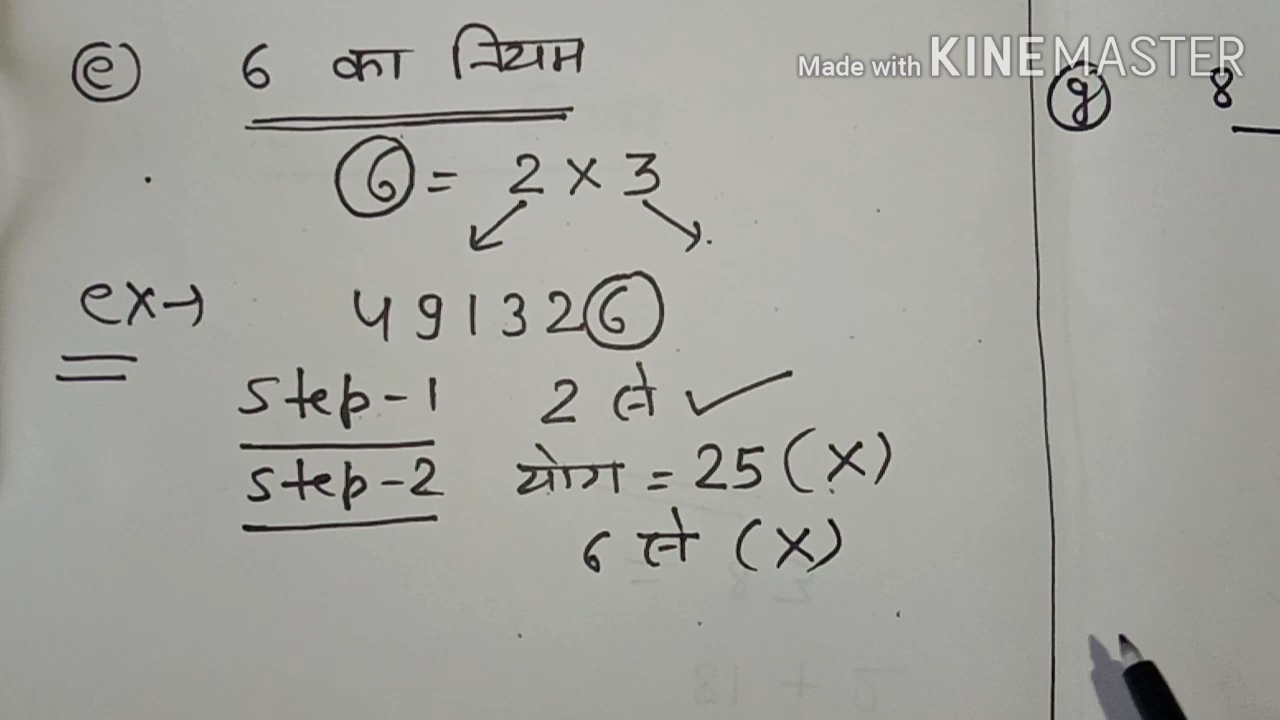 Made with KINEMASTER
ⓔ 6 का नियम
ⓖ 8
6 = 2 × 3
ex→ 491326
Step-1 2 से ✓
Step-2 योग = 25 (×)
6 से (×)